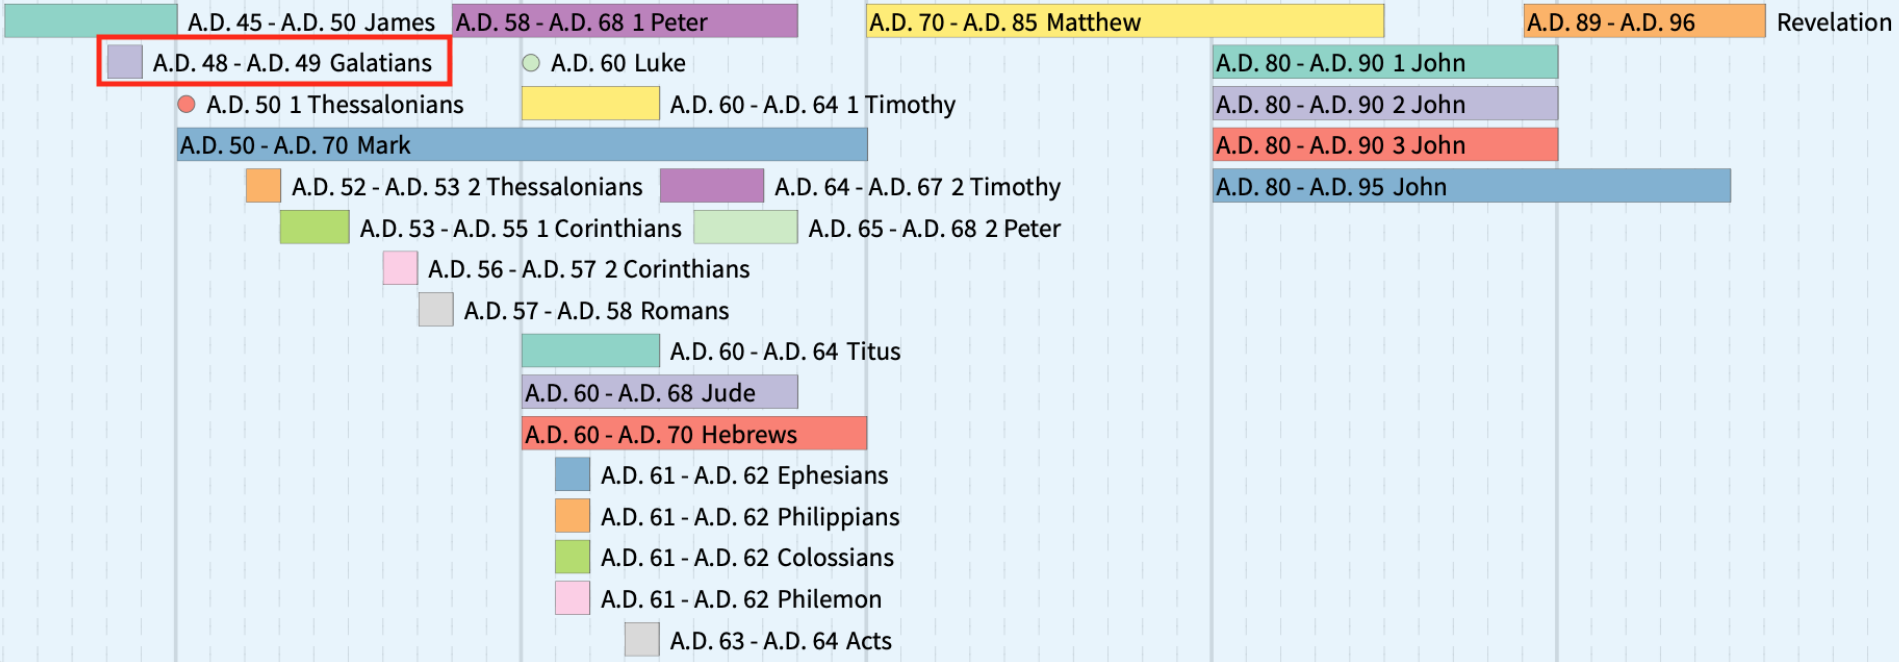 A.D. 45 - A.D. 50 James
A.D. 58 - A.D. 68 1 Peter
A.D. 70 - A.D. 85 Matthew
A.D. 89 - A.D. 96 Revelation
A.D. 48 - A.D. 49 Galatians
A.D. 60 Luke
A.D. 80 - A.D. 90 1 John
A.D. 50 1 Thessalonians
A.D. 60 - A.D. 64 1 Timothy
A.D. 80 - A.D. 90 2 John
A.D. 50 - A.D. 70 Mark
A.D. 80 - A.D. 90 3 John
A.D. 52 - A.D. 53 2 Thessalonians
A.D. 64 - A.D. 67 2 Timothy
A.D. 80 - A.D. 95 John
A.D. 53 - A.D. 55 1 Corinthians
A.D. 65 - A.D. 68 2 Peter
A.D. 56 - A.D. 57 2 Corinthians
A.D. 57 - A.D. 58 Romans
A.D. 60 - A.D. 64 Titus
A.D. 60 - A.D. 68 Jude
A.D. 60 - A.D. 70 Hebrews
A.D. 61 - A.D. 62 Ephesians
A.D. 61 - A.D. 62 Philippians
A.D. 61 - A.D. 62 Colossians
A.D. 61 - A.D. 62 Philemon
A.D. 63 - A.D. 64 Acts